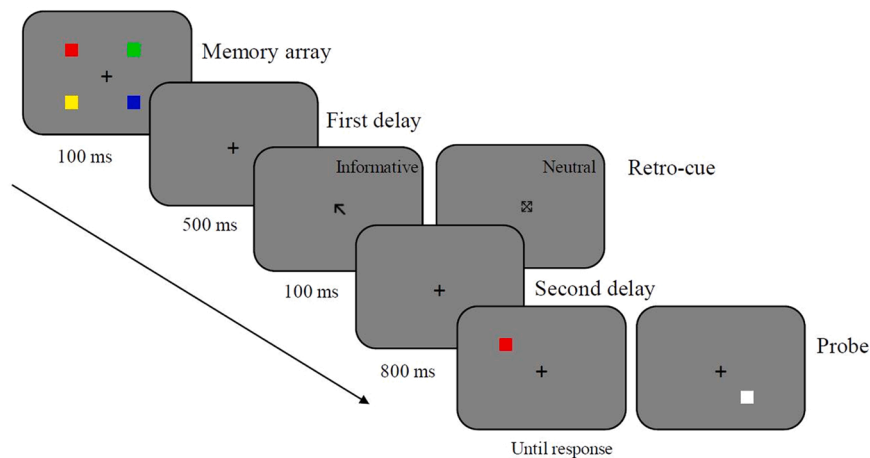 Memory array
100 ms
First delay
500 ms
Informative
Neutral
Retro-cue
100 ms
Second delay
800 ms
Probe
Until response